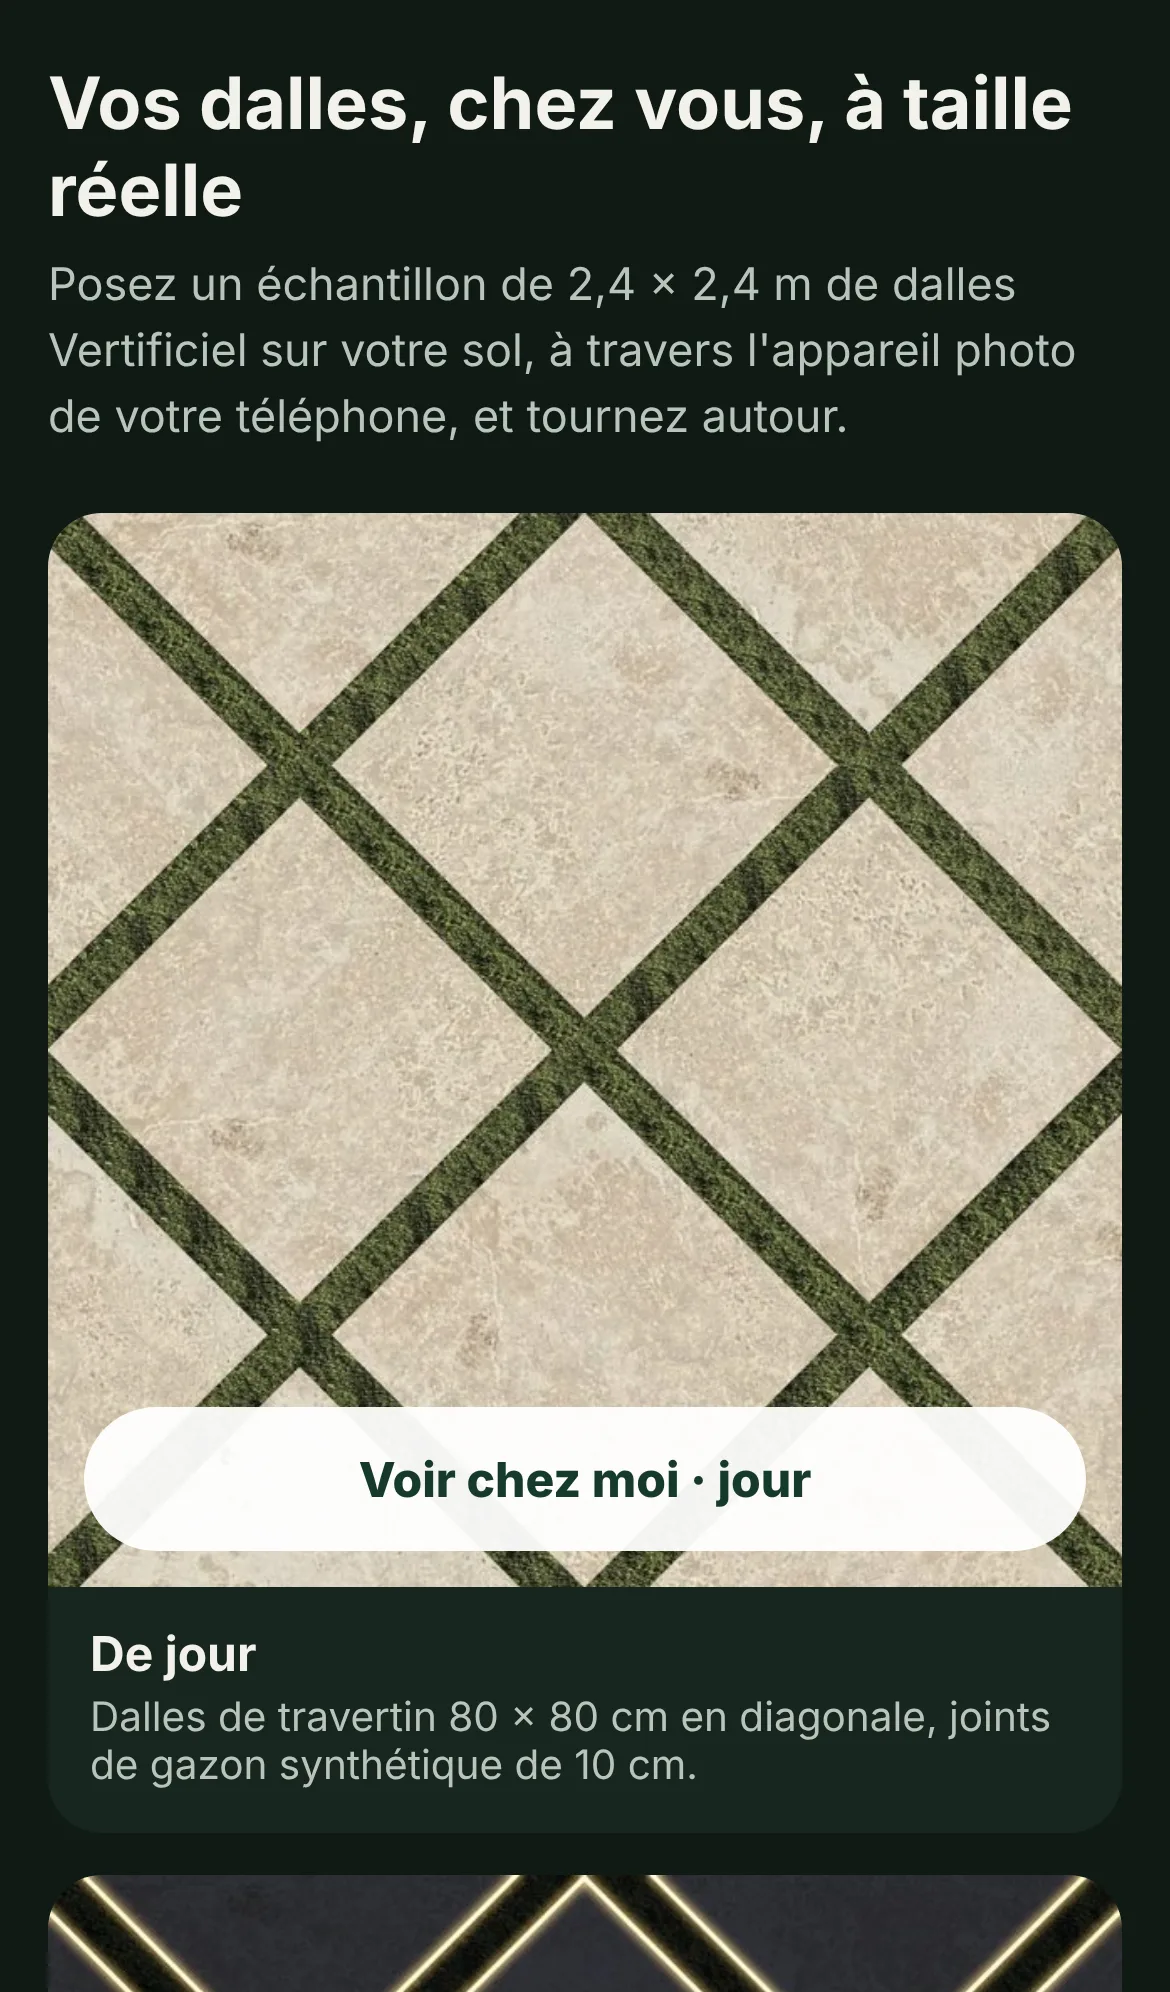 Vos dalles, chez vous, à taille
réelle
Posez un échantillon de 2,4 × 2,4 m de dalles
Vertificiel sur votre sol, à travers l'appareil photo
de votre téléphone, et tournez autour.
Voir chez moi · jour
De jour
Dalles de travertin 80 × 80 cm en diagonale, joints
de gazon synthétique de 10 cm.